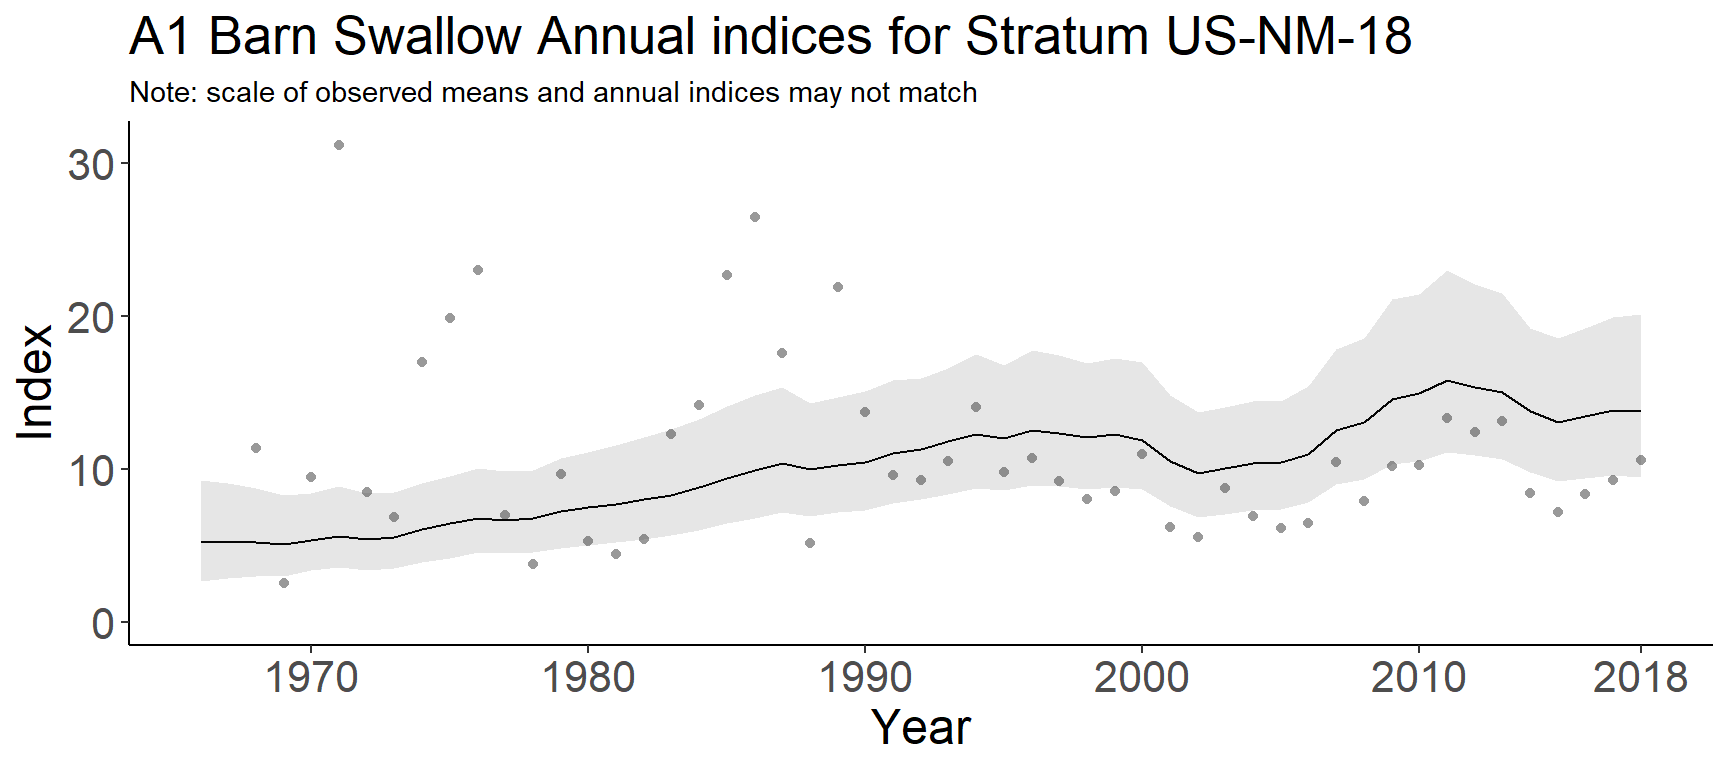 A1 Barn Swallow Annual indices for Stratum US-NM-18
Note: scale of observed means and annual indices may not match
30
20
10
0
Index
1970 1980 1990 2000 2010 2018
Year